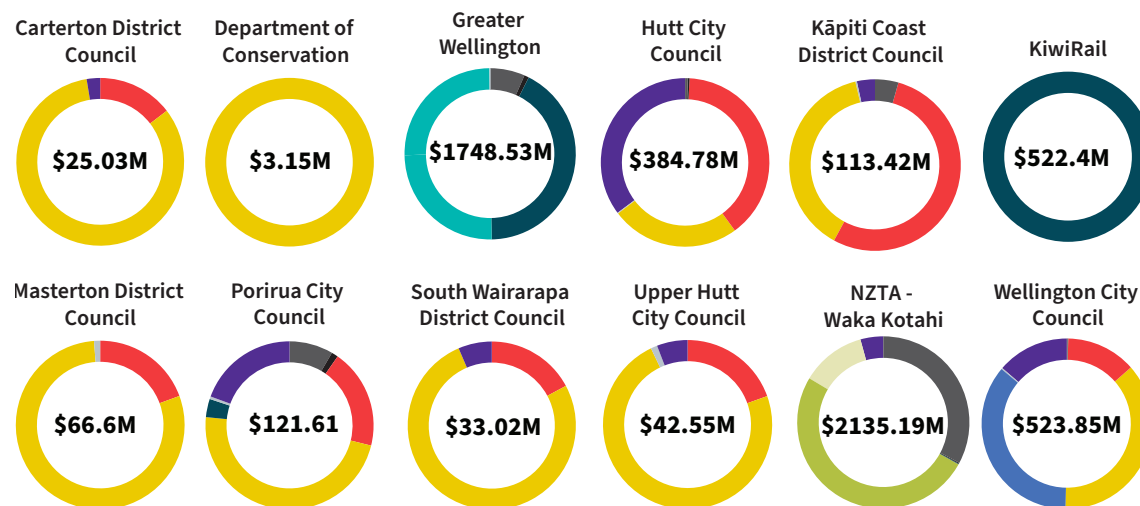 Carterton District
Council
$25.03M
Department of
Conservation
$3.15M
Greater
Wellington
$1748.53M
Hutt City
Council
$384.78M
Kāpiti Coast
District Council
$113.42M
KiwiRail
$522.4M
Masterton District
Council
$66.6M
Porirua City
Council
$121.61
South Wairarapa
District Council
$33.02M
Upper Hutt
City Council
$42.55M
NZTA -
Waka Kotahi
$2135.19M
Wellington City
Council
$523.85M